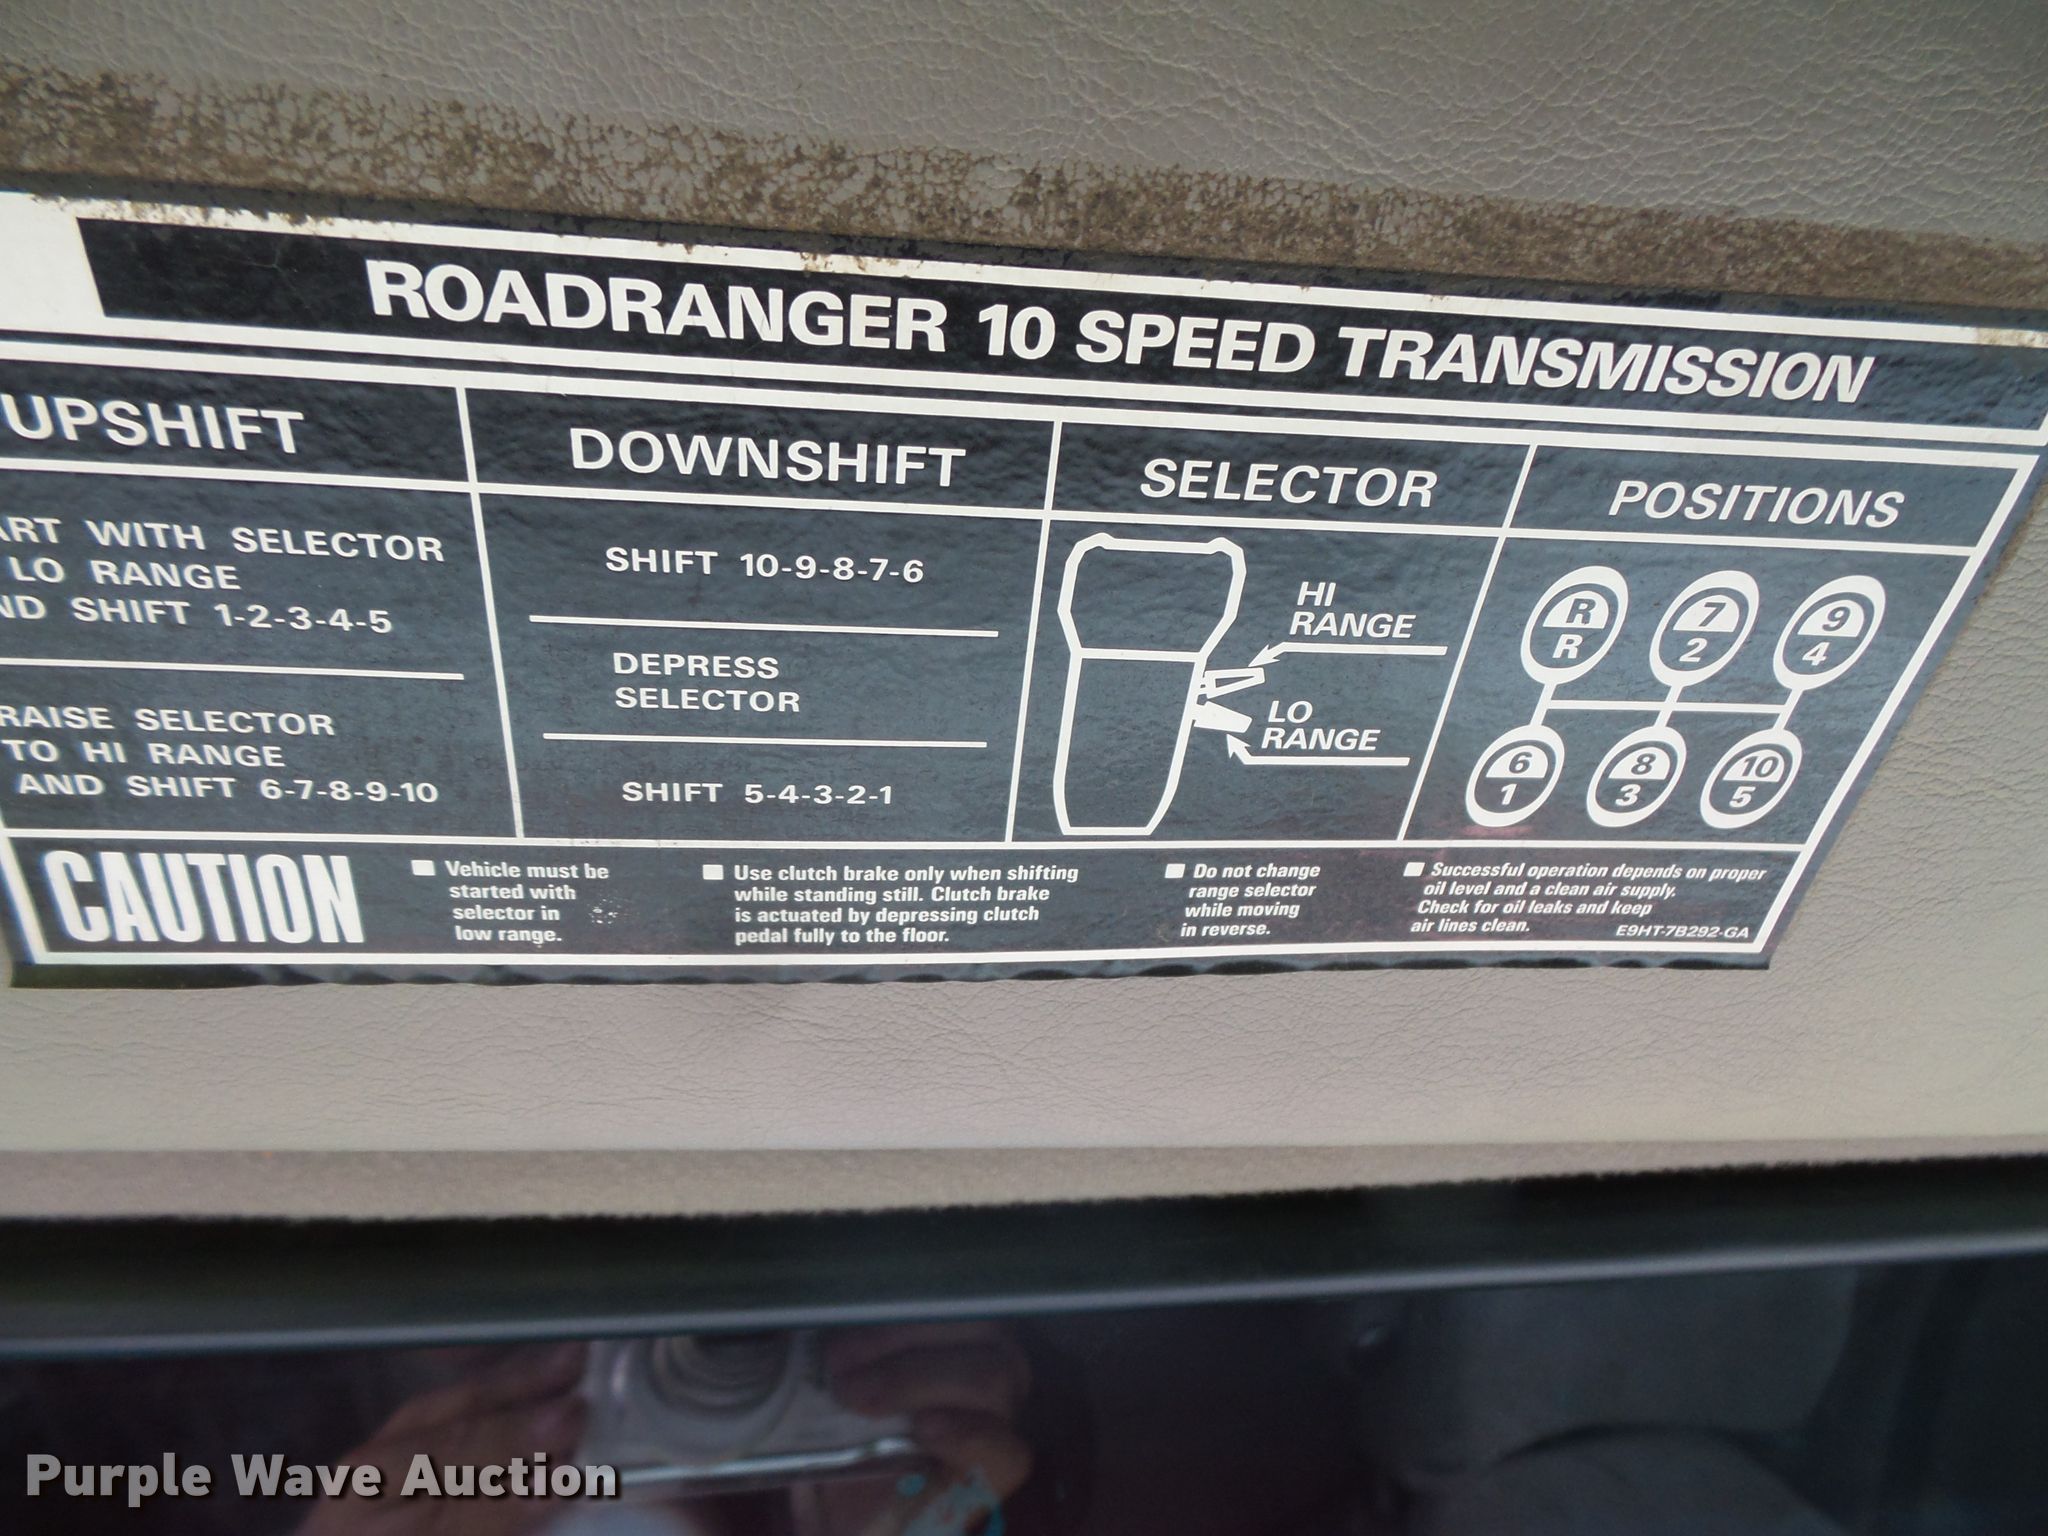 ROADRANGER 10 SPEED TRANSMISSION
UPSHIFT
WITH SELECTOR
LO RANGE
SHIFT 1-2-3-4-5
RAISE SELECTOR
TO HI RANGE
AND SHIFT 6-7-8-9-10
DOWNSHIFT
SHIFT 10-9-8-7-6
DEPRESS
SELECTOR
SHIFT 5-4-3-2-1
SELECTOR
HI
RANGE
LO
RANGE
POSITIONS
R 7 9
R 2 4
6 8 10
1 3 5
CAUTION
■ Vehicle must be
started with
selector in
low range.
■ Use clutch brake only when shifting
while standing still. Clutch brake
is actuated by depressing clutch
pedal fully to the floor.
■ Do not change
range selector
while moving
in reverse.
■ Successful operation depends on proper
oil level and a clean air supply.
Check for oil leaks and keep
air lines clean.
E9HT-7B292-GA
Purple Wave Auction